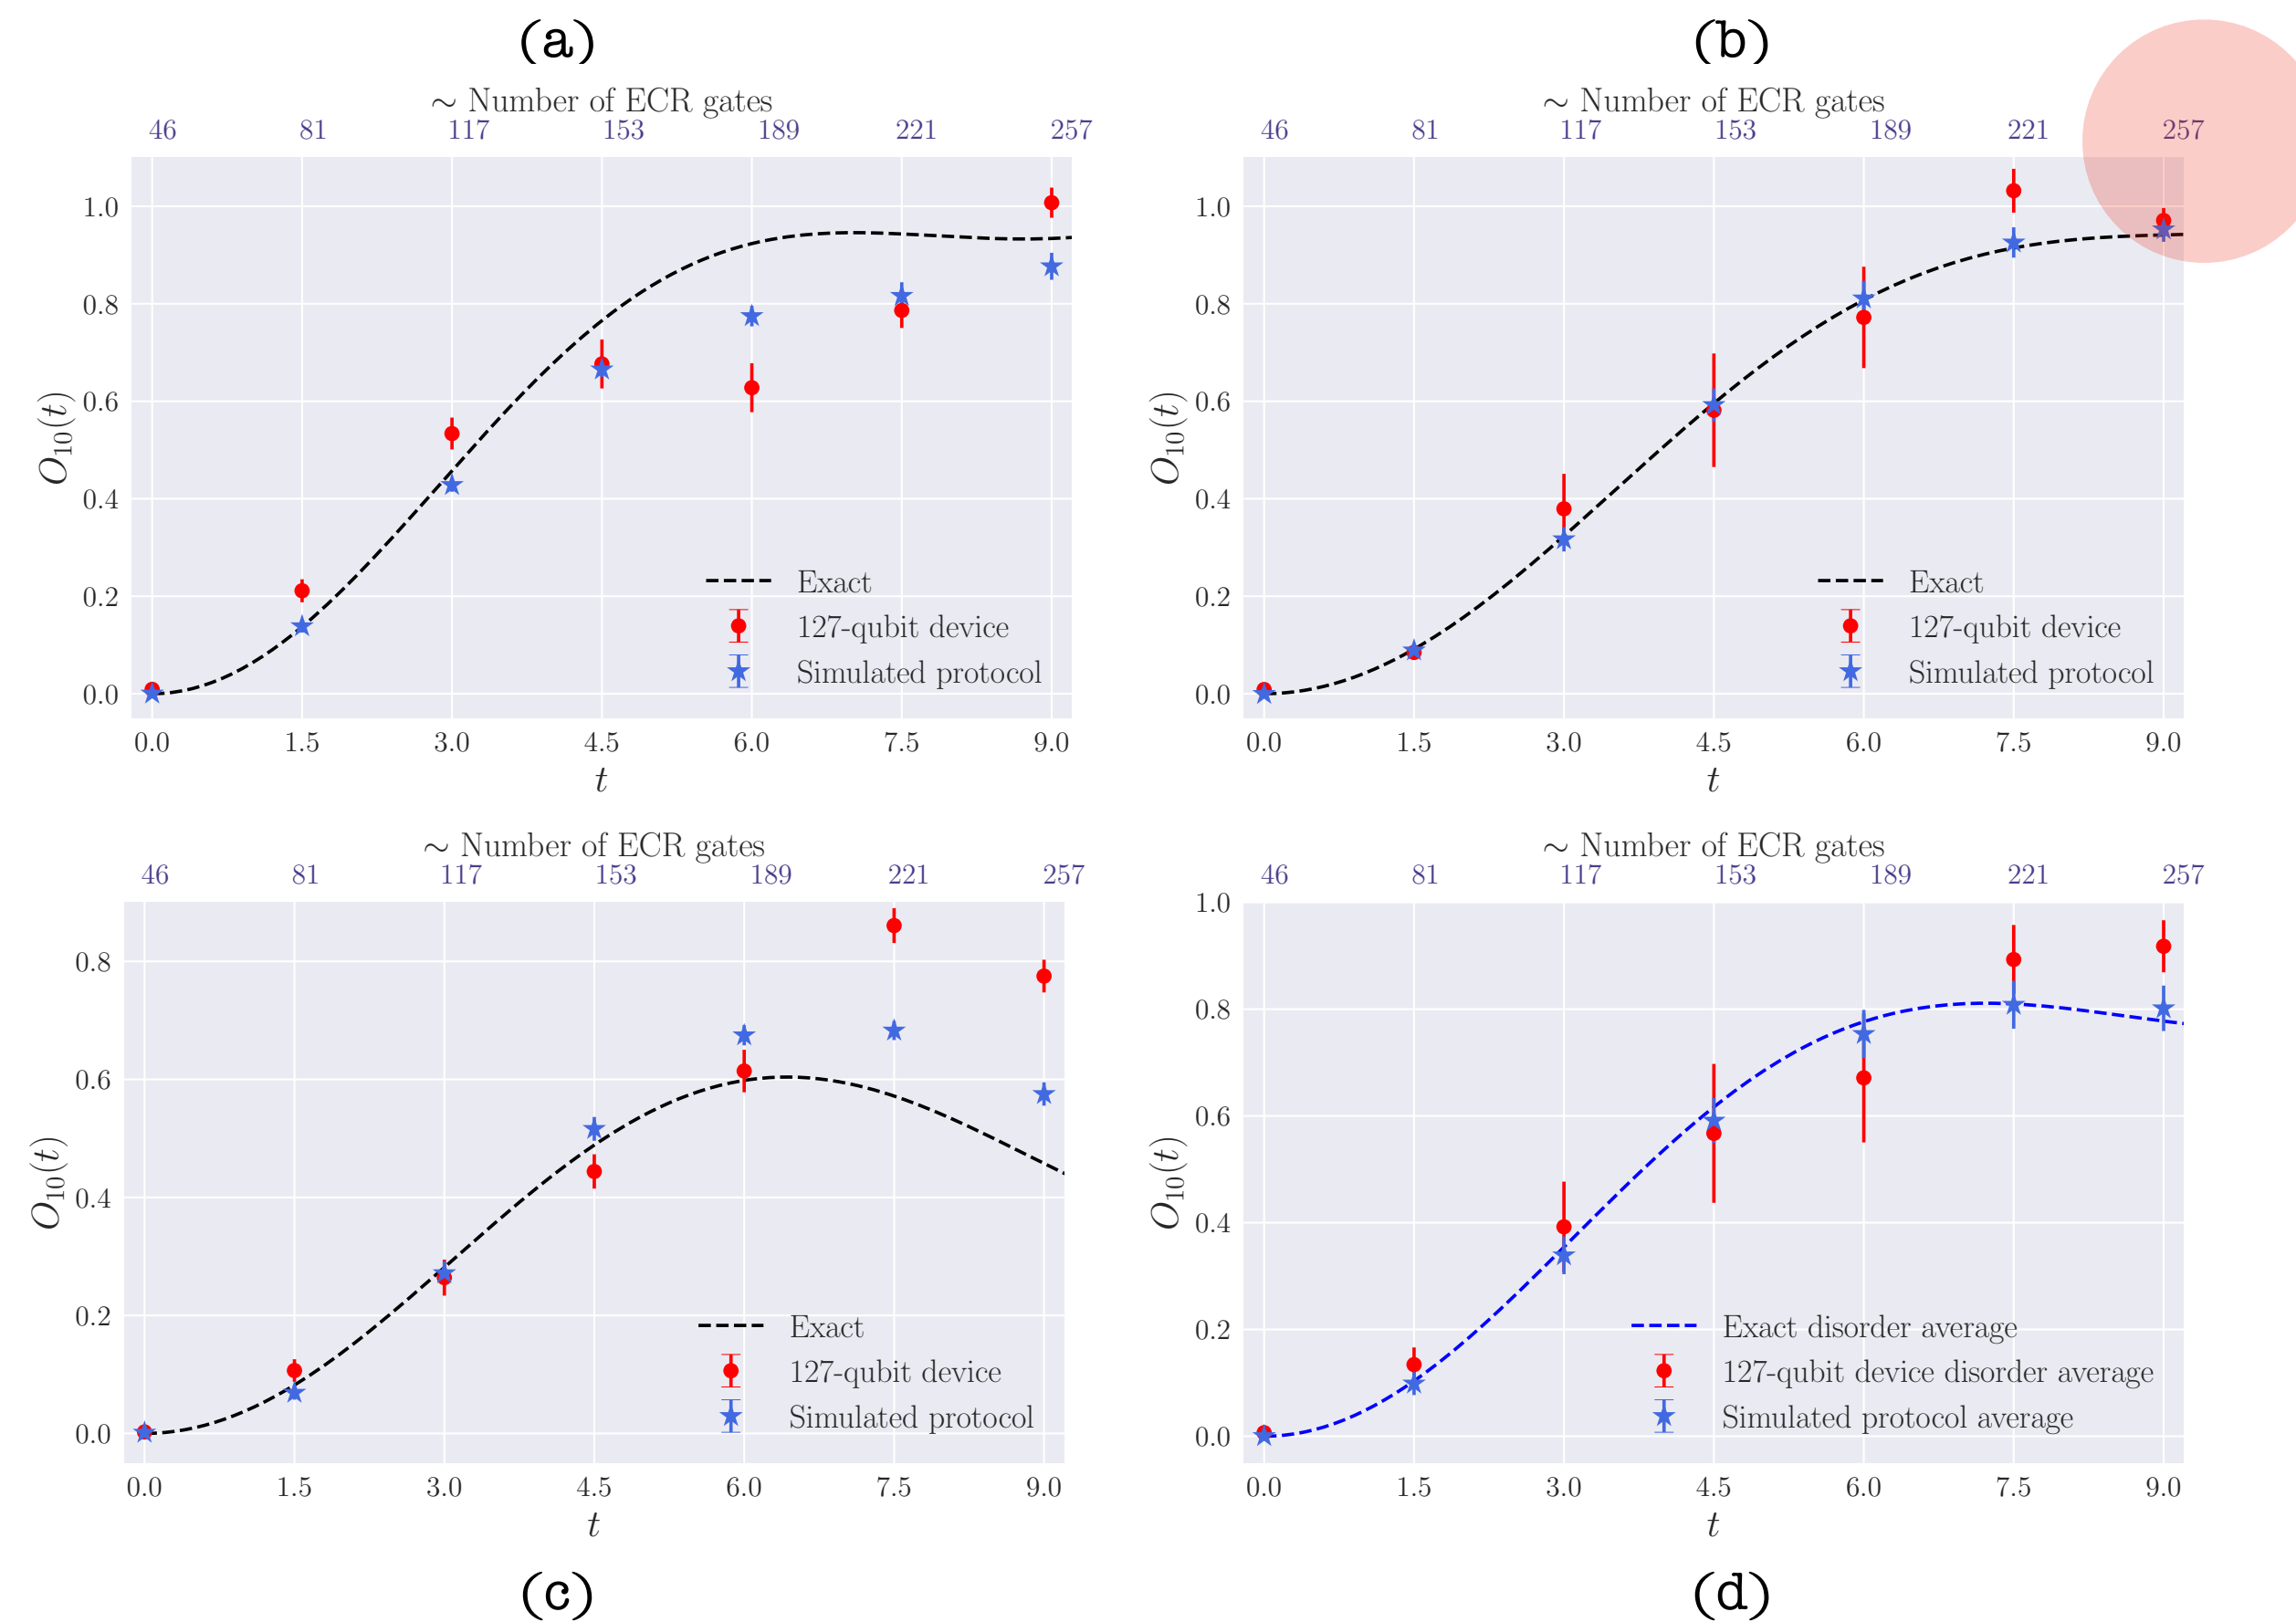 (a)
∼ Number of ECR gates
46 81 117 153 189 221 257
1.0
0.8
0.6
0.4
0.2
0.0
O10(t)
Exact
127-qubit device
Simulated protocol
0.0 1.5 3.0 4.5 6.0 7.5 9.0
t
(b)
∼ Number of ECR gates
46 81 117 153 189 221 257
1.0
0.8
0.6
0.4
0.2
0.0
O10(t)
Exact
127-qubit device
Simulated protocol
0.0 1.5 3.0 4.5 6.0 7.5 9.0
t
∼ Number of ECR gates
46 81 117 153 189 221 257
0.8
0.6
0.4
0.2
0.0
O10(t)
Exact
127-qubit device
Simulated protocol
0.0 1.5 3.0 4.5 6.0 7.5 9.0
t
(c)
∼ Number of ECR gates
46 81 117 153 189 221 257
1.0
0.8
0.6
0.4
0.2
0.0
O10(t)
Exact disorder average
127-qubit device disorder average
Simulated protocol average
0.0 1.5 3.0 4.5 6.0 7.5 9.0
t
(d)